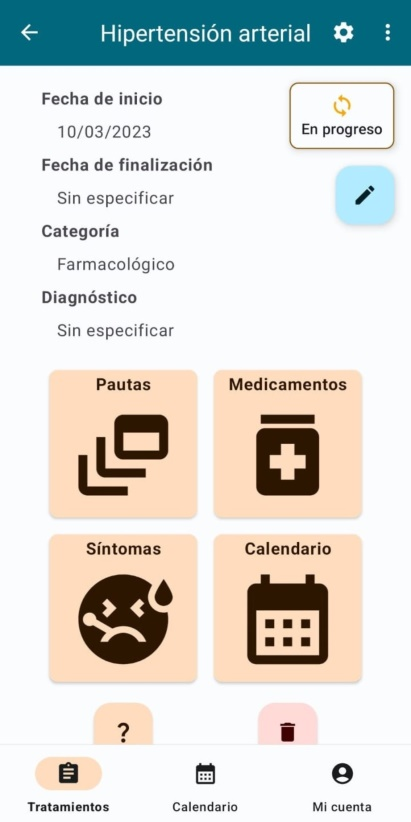 Hipertensión arterial
Fecha de inicio
10/03/2023
En progreso
Fecha de finalización
Sin especificar
Categoría
Farmacológico
Diagnóstico
Sin especificar
Pautas
Medicamentos
Síntomas
Calendario
?
Tratamientos
Calendario
Mi cuenta